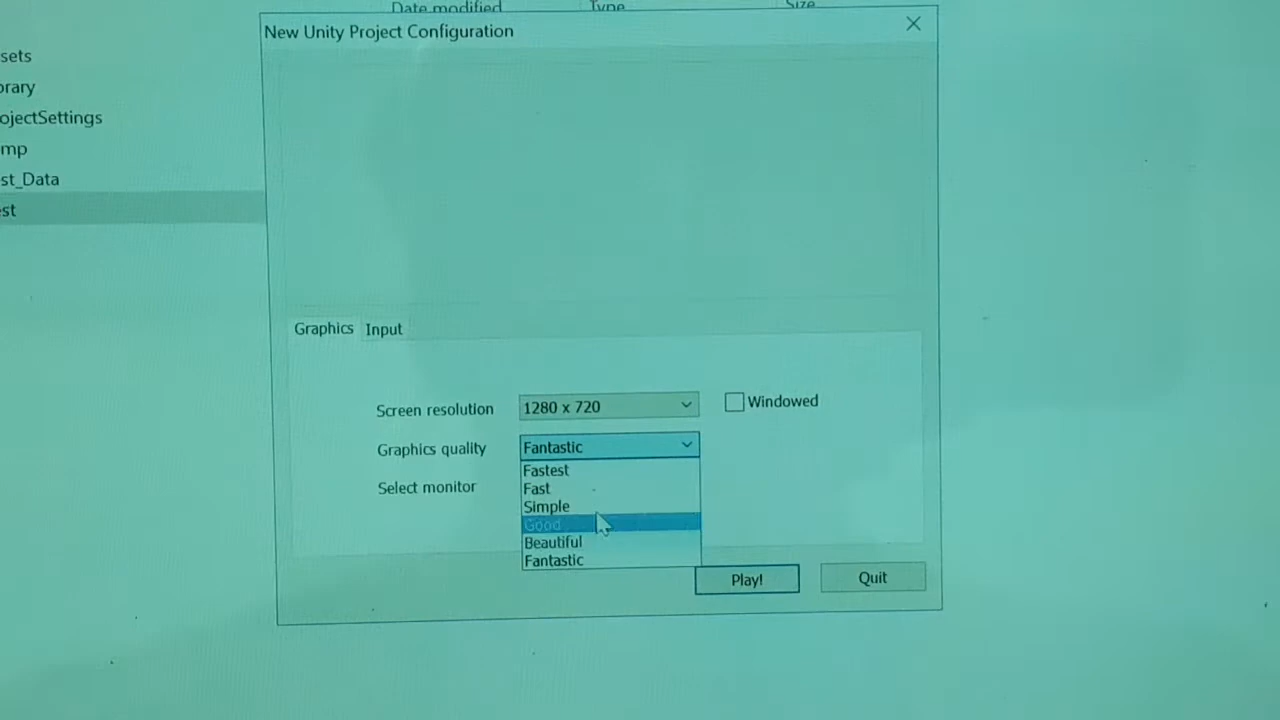 Date modified Type Size
New Unity Project Configuration
sets
rary
ojectSettings
mp
st_Data
st
Graphics Input
Screen resolution 1280 x 720 Windowed
Graphics quality Fantastic
Fastest
Select monitor Fast
Simple
Good
Beautiful
Fantastic
Play! Quit